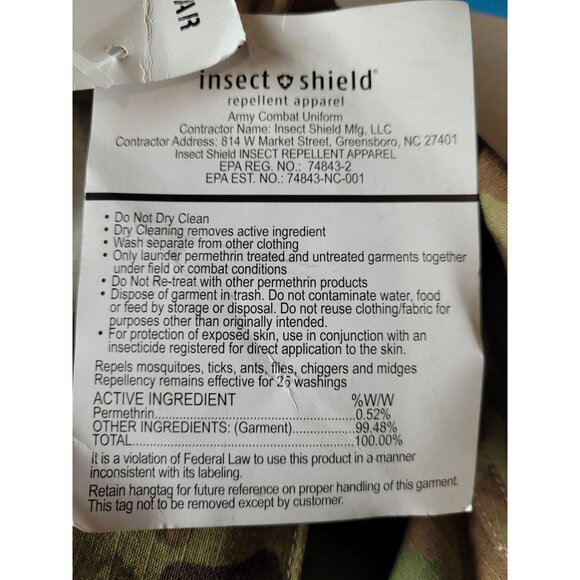 AR
insect shield®
repellent apparel
Army Combat Uniform
Contractor Name: Insect Shield Mfg, LLC
Contractor Address: 814 W Market Street, Greensboro, NC 27401
Insect Shield INSECT REPELLENT APPAREL
EPA REG. NO.: 74843-2
EPA EST. NO.: 74843-NC-001
• Do Not Dry Clean
• Dry Cleaning removes active ingredient
• Wash separate from other clothing
• Only launder permethrin treated and untreated garments together
under field or combat conditions
• Do Not Re-treat with other permethrin products
• Dispose of garment in trash. Do not contaminate water, food
or feed by storage or disposal. Do not reuse clothing/fabric for
purposes other than originally intended.
• For protection of exposed skin, use in conjunction with an
insecticide registered for direct application to the skin.
Repels mosquitoes, ticks, ants, flies, chiggers and midges
Repellency remains effective for 25 washings
ACTIVE INGREDIENT %W/W
Permethrin 0.52%
OTHER INGREDIENTS: (Garment) 99.48%
TOTAL 100.00%
It is a violation of Federal Law to use this product in a manner
inconsistent with its labeling.
Retain hangtag for future reference on proper handling of this garment.
This tag not to be removed except by customer.